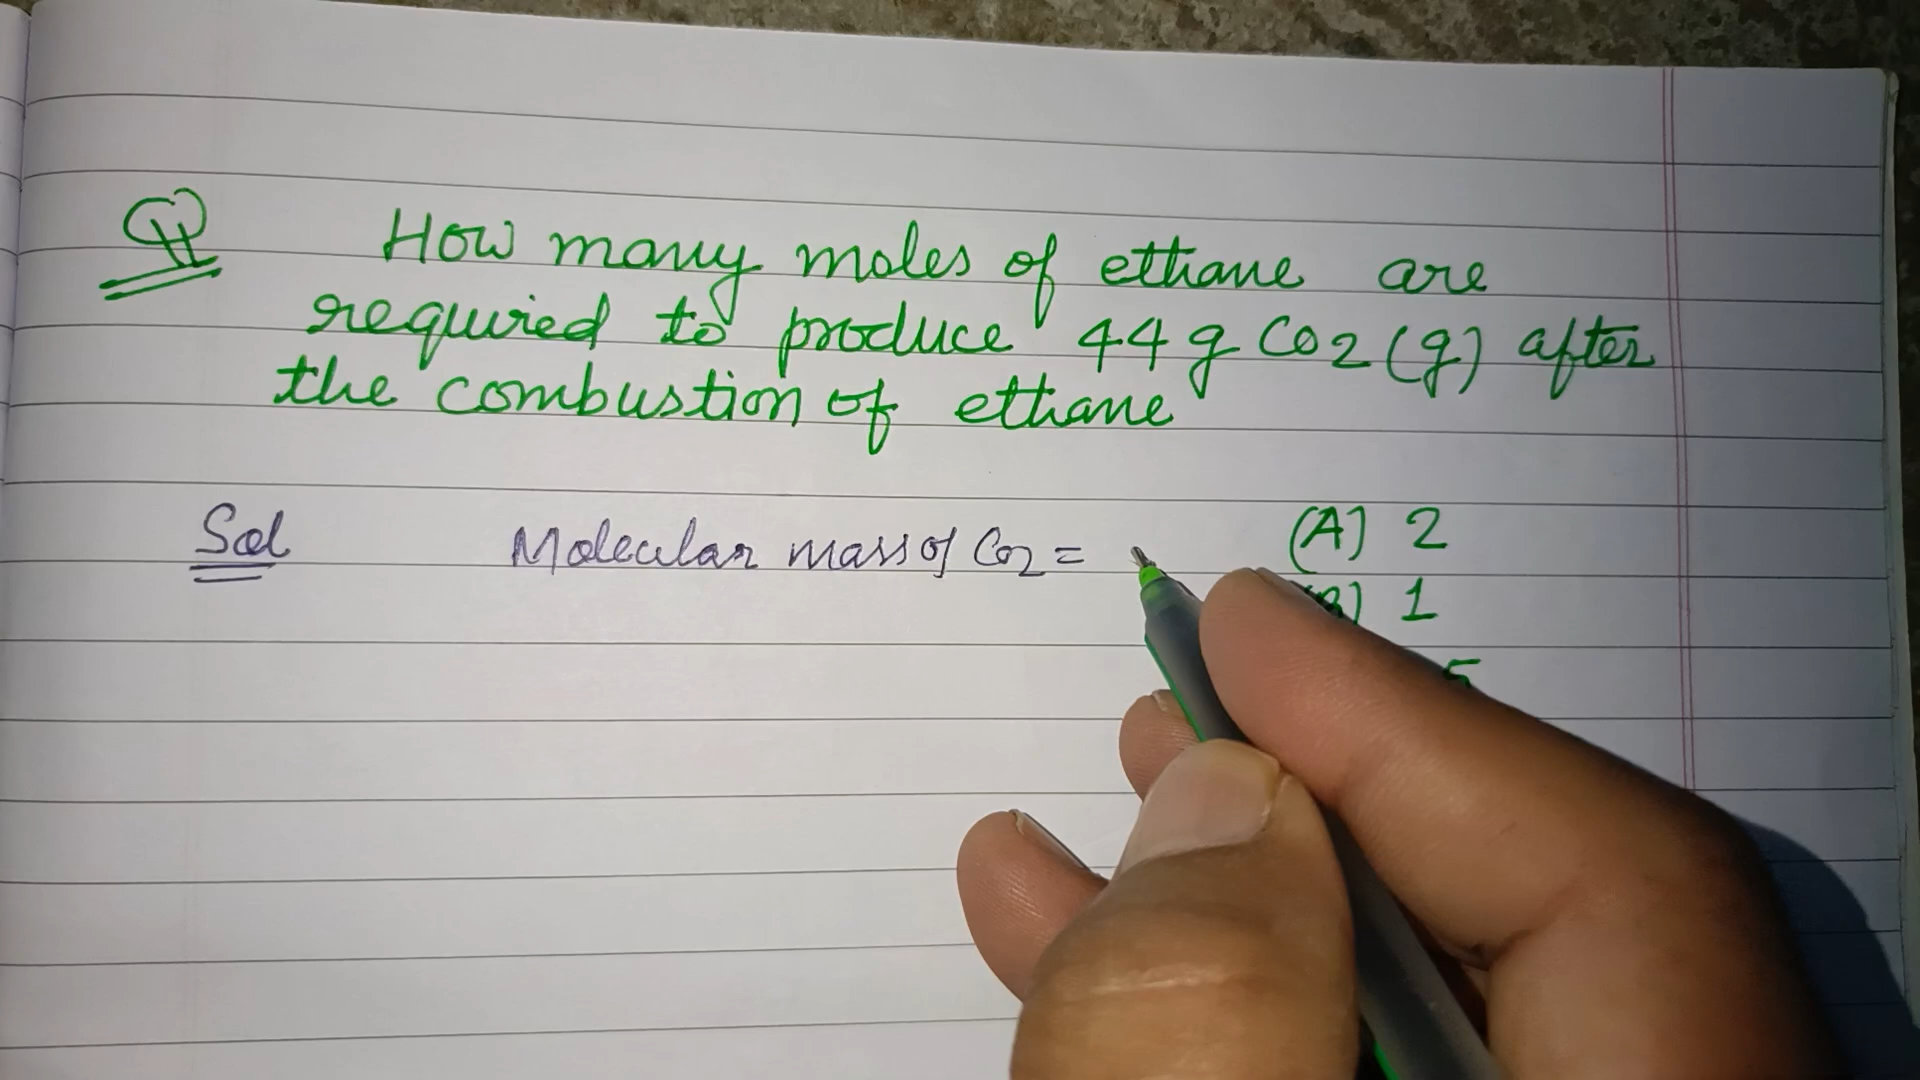 Q
How many moles of ethane are
required to produce 44 g CO2 (g) after
the combustion of ethane
Sol Molecular mass of CO2 =
(A) 2
(B) 1
5